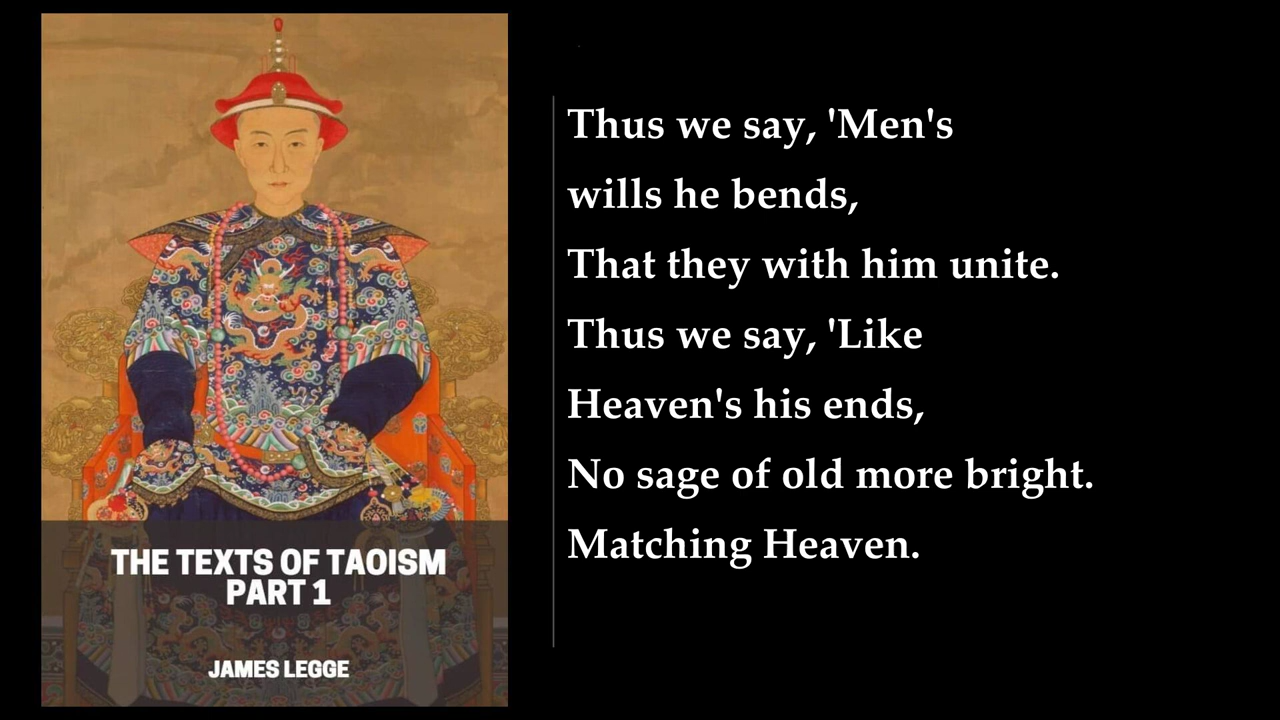 THE TEXTS OF TAOISM
PART 1
JAMES LEGGE
Thus we say, 'Men's
wills he bends,
That they with him unite.
Thus we say, 'Like
Heaven's his ends,
No sage of old more bright.
Matching Heaven.